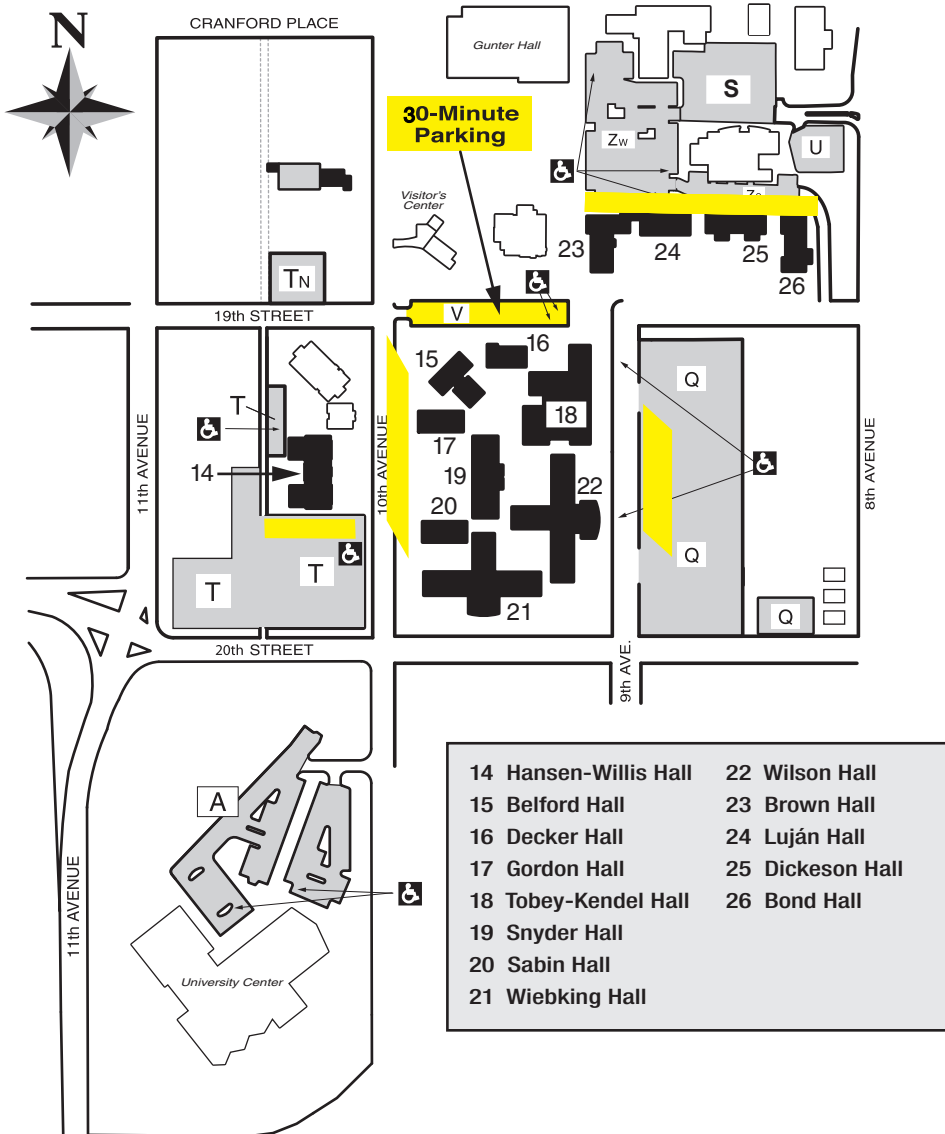 N
CRANFORD PLACE
Gunter Hall
S
30-Minute
Parking
ZW
U
Visitor's
Center
23
24
25
26
TN
V
19th STREET
15
16
Q
T
18
17
14
19
22
20
11th AVENUE
10th AVENUE
8th AVENUE
T
T
Q
Q
21
20th STREET
9th AVE.
A
11th AVENUE
University Center
14 Hansen-Willis Hall
15 Belford Hall
16 Decker Hall
17 Gordon Hall
18 Tobey-Kendel Hall
19 Snyder Hall
20 Sabin Hall
21 Wiebking Hall
22 Wilson Hall
23 Brown Hall
24 Luján Hall
25 Dickeson Hall
26 Bond Hall